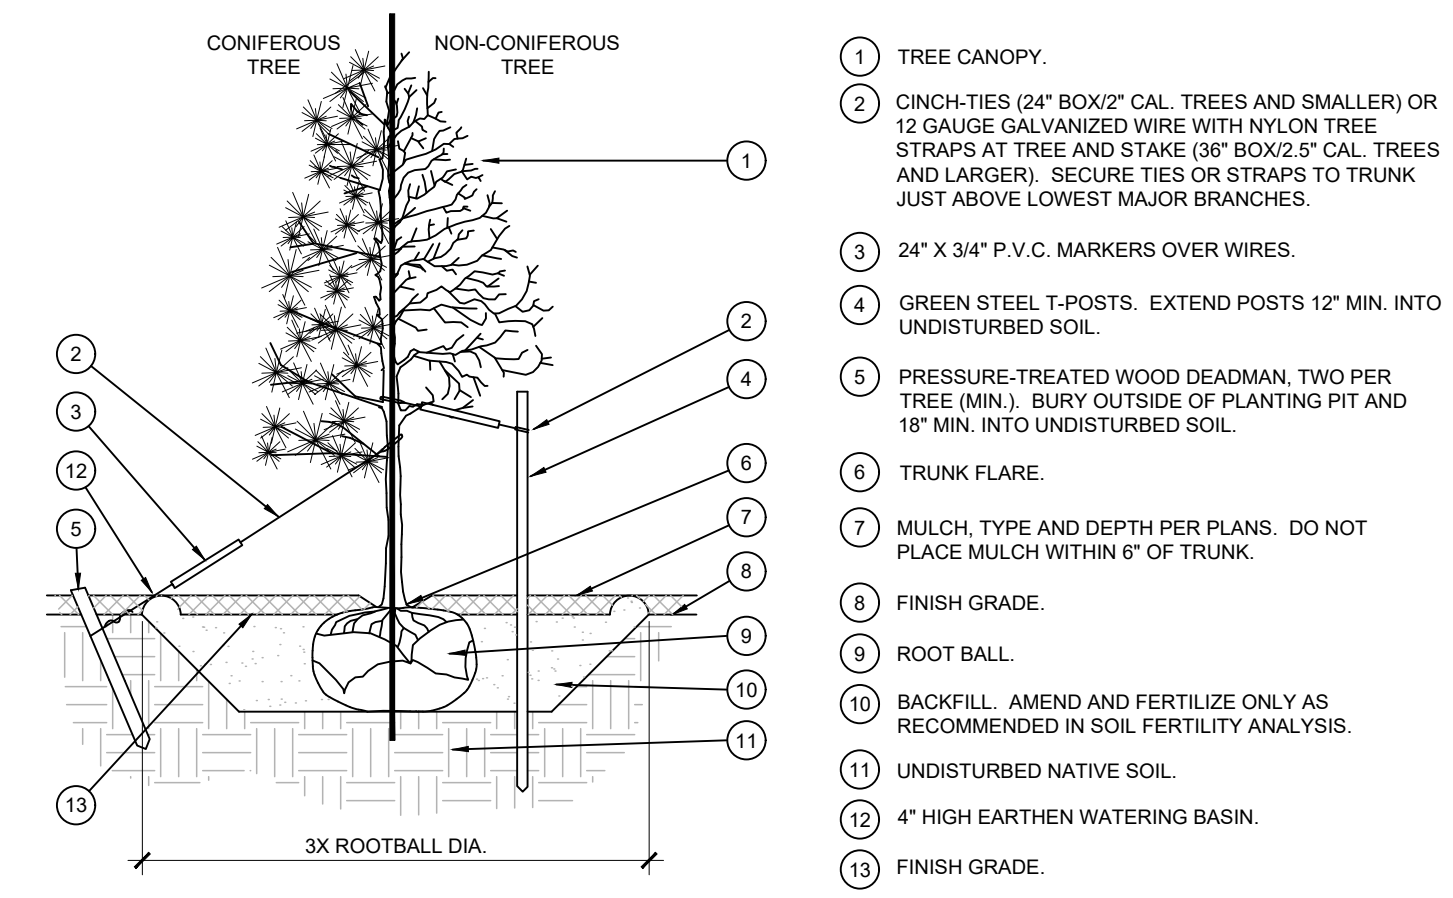 CONIFEROUS
TREE
NON-CONIFEROUS
TREE
1
2
4
6
7
8
9
10
11
2
3
12
5
13
3X ROOTBALL DIA.
1 TREE CANOPY.
2 CINCH-TIES (24" BOX/2" CAL. TREES AND SMALLER) OR
12 GAUGE GALVANIZED WIRE WITH NYLON TREE
STRAPS AT TREE AND STAKE (36" BOX/2.5" CAL. TREES
AND LARGER). SECURE TIES OR STRAPS TO TRUNK
JUST ABOVE LOWEST MAJOR BRANCHES.
3 24" X 3/4" P.V.C. MARKERS OVER WIRES.
4 GREEN STEEL T-POSTS. EXTEND POSTS 12" MIN. INTO
UNDISTURBED SOIL.
5 PRESSURE-TREATED WOOD DEADMAN, TWO PER
TREE (MIN.). BURY OUTSIDE OF PLANTING PIT AND
18" MIN. INTO UNDISTURBED SOIL.
6 TRUNK FLARE.
7 MULCH, TYPE AND DEPTH PER PLANS. DO NOT
PLACE MULCH WITHIN 6" OF TRUNK.
8 FINISH GRADE.
9 ROOT BALL.
10 BACKFILL. AMEND AND FERTILIZE ONLY AS
RECOMMENDED IN SOIL FERTILITY ANALYSIS.
11 UNDISTURBED NATIVE SOIL.
12 4" HIGH EARTHEN WATERING BASIN.
13 FINISH GRADE.